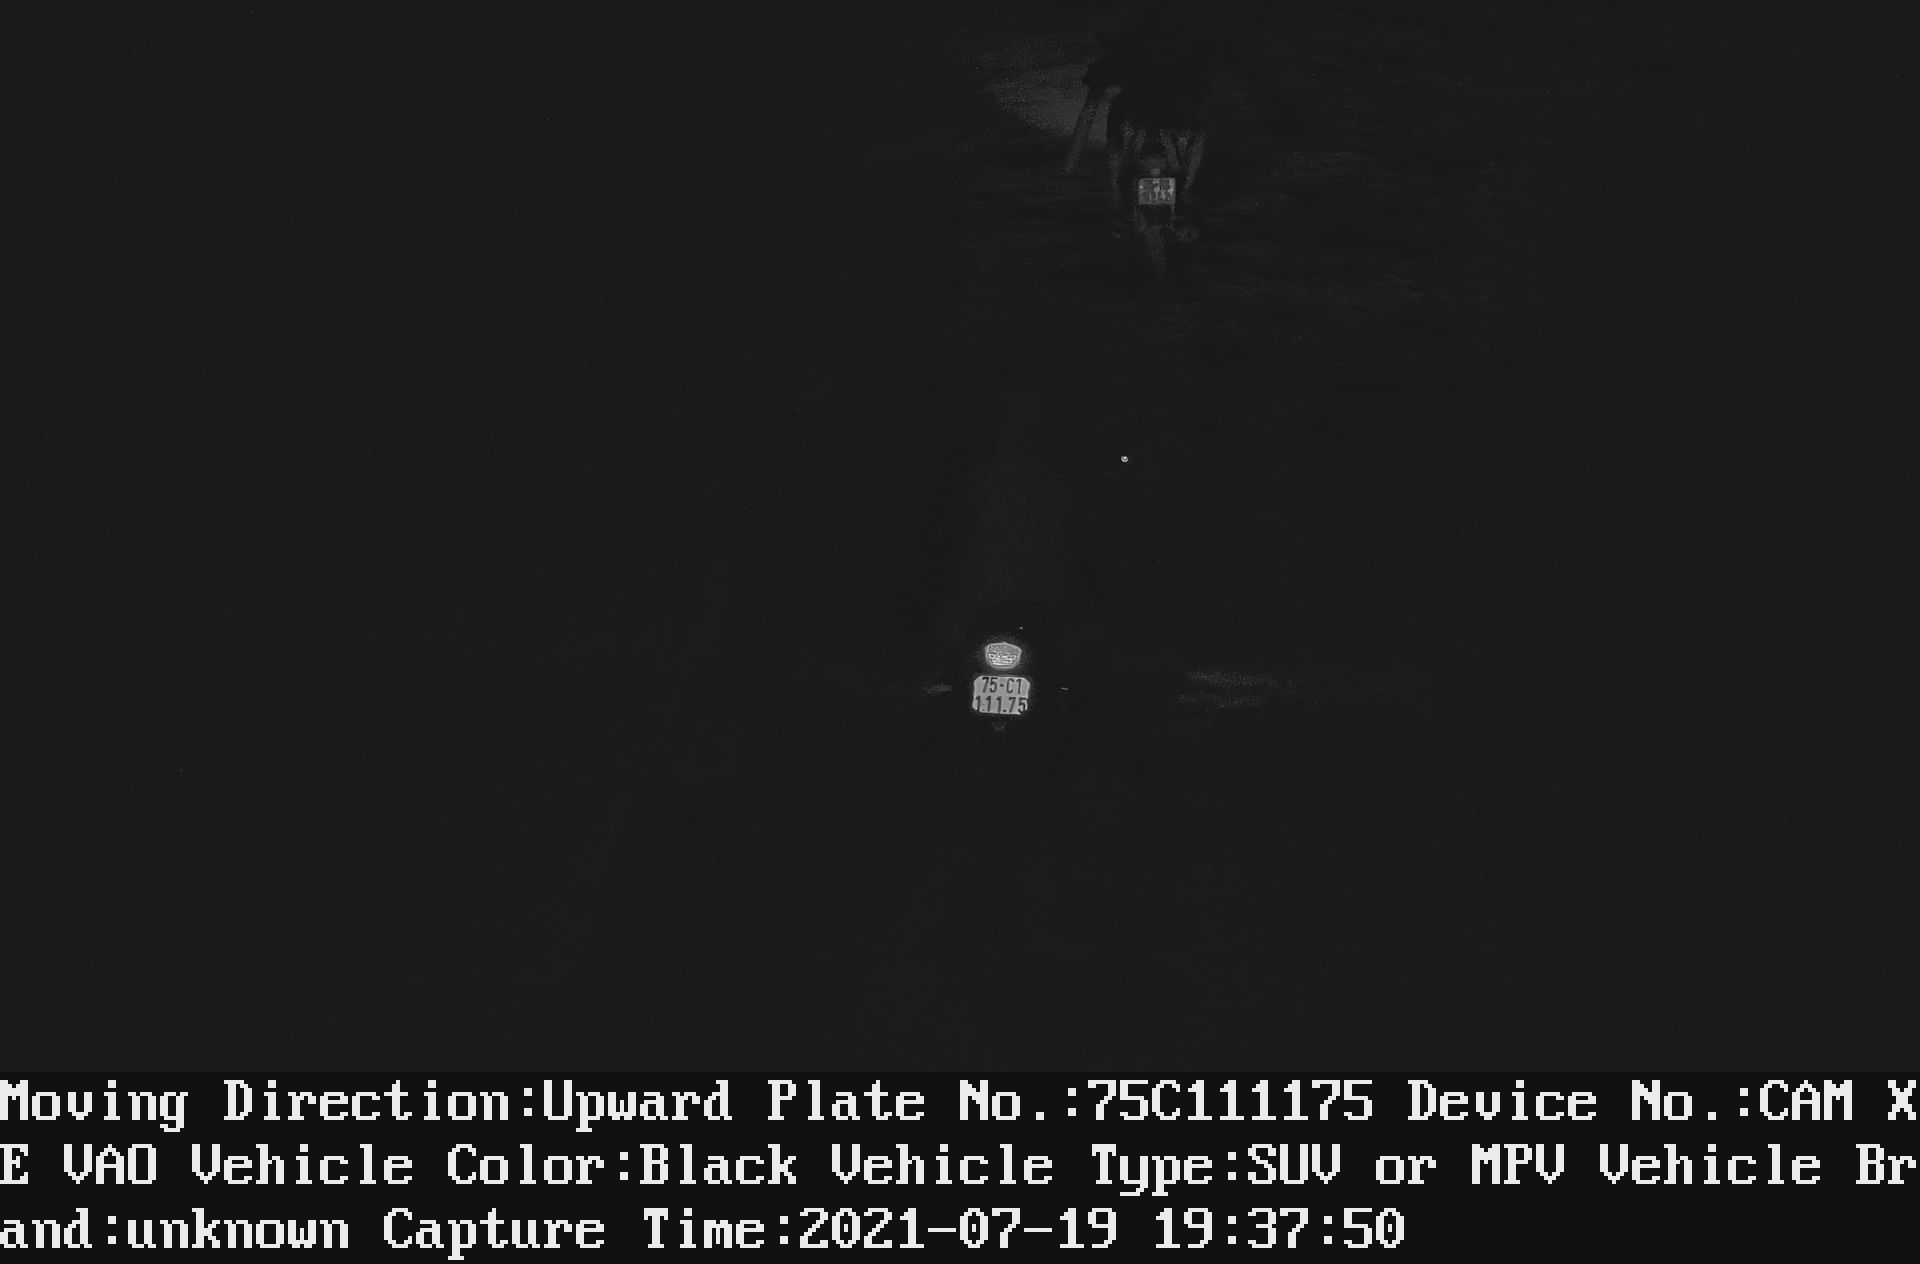 75-C1
111.75
Moving Direction:Upward Plate No.:75C111175 Device No.:CAM X
E VAO Vehicle Color:Black Vehicle Type:SUV or MPV Vehicle Br
and:unknown Capture Time:2021-07-19 19:37:50